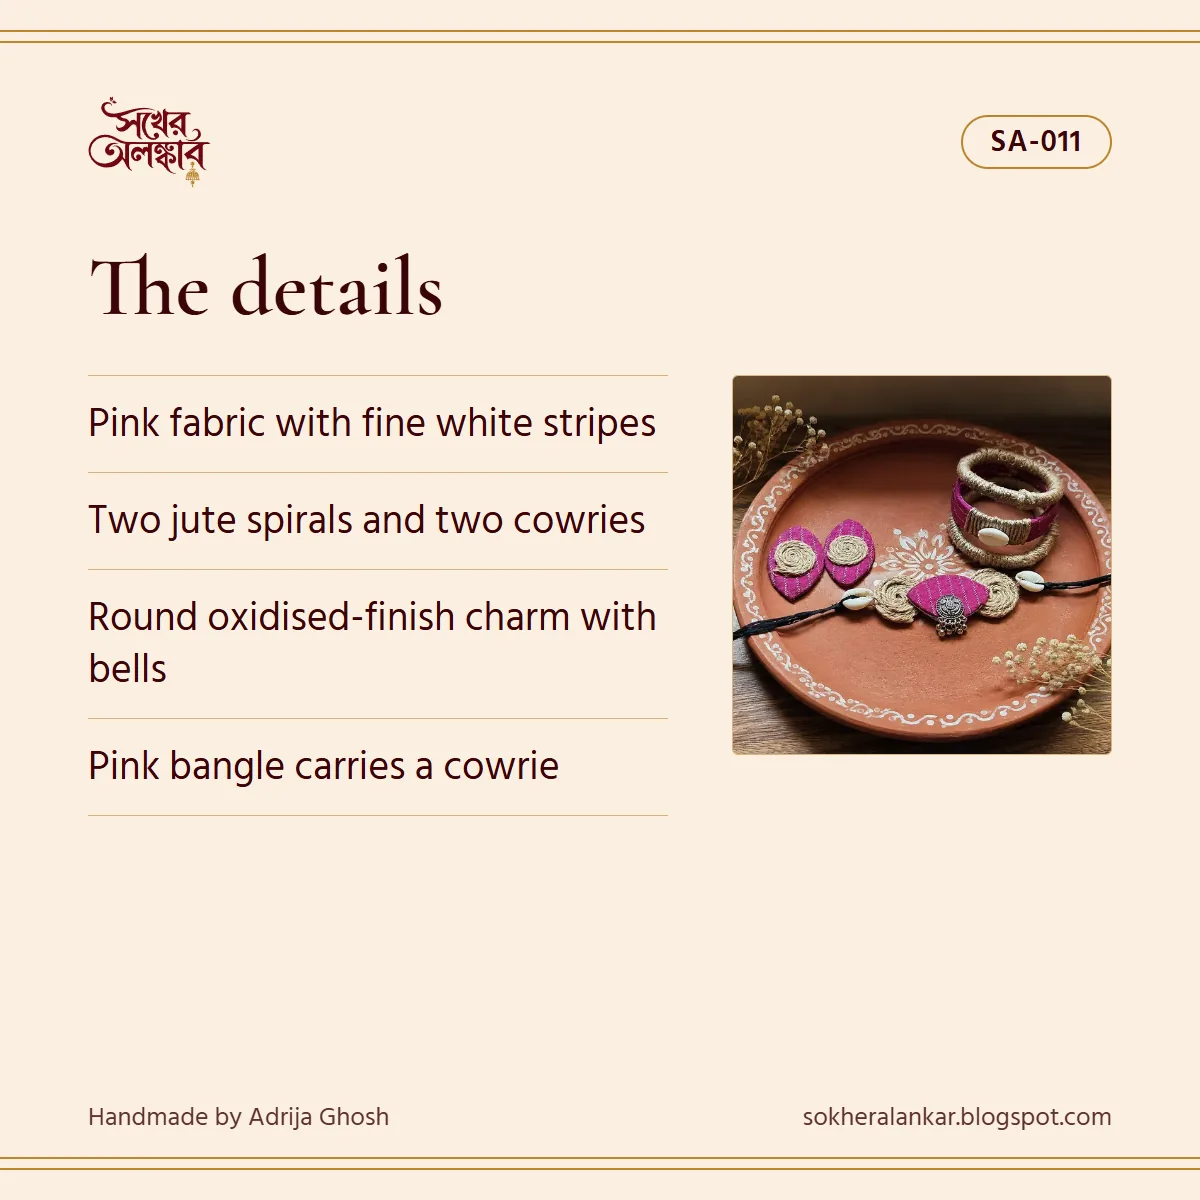 সখের
অলঙ্কার
SA-011
The details
Pink fabric with fine white stripes
Two jute spirals and two cowries
Round oxidised-finish charm with
bells
Pink bangle carries a cowrie
Handmade by Adrija Ghosh
sokheralankar.blogspot.com